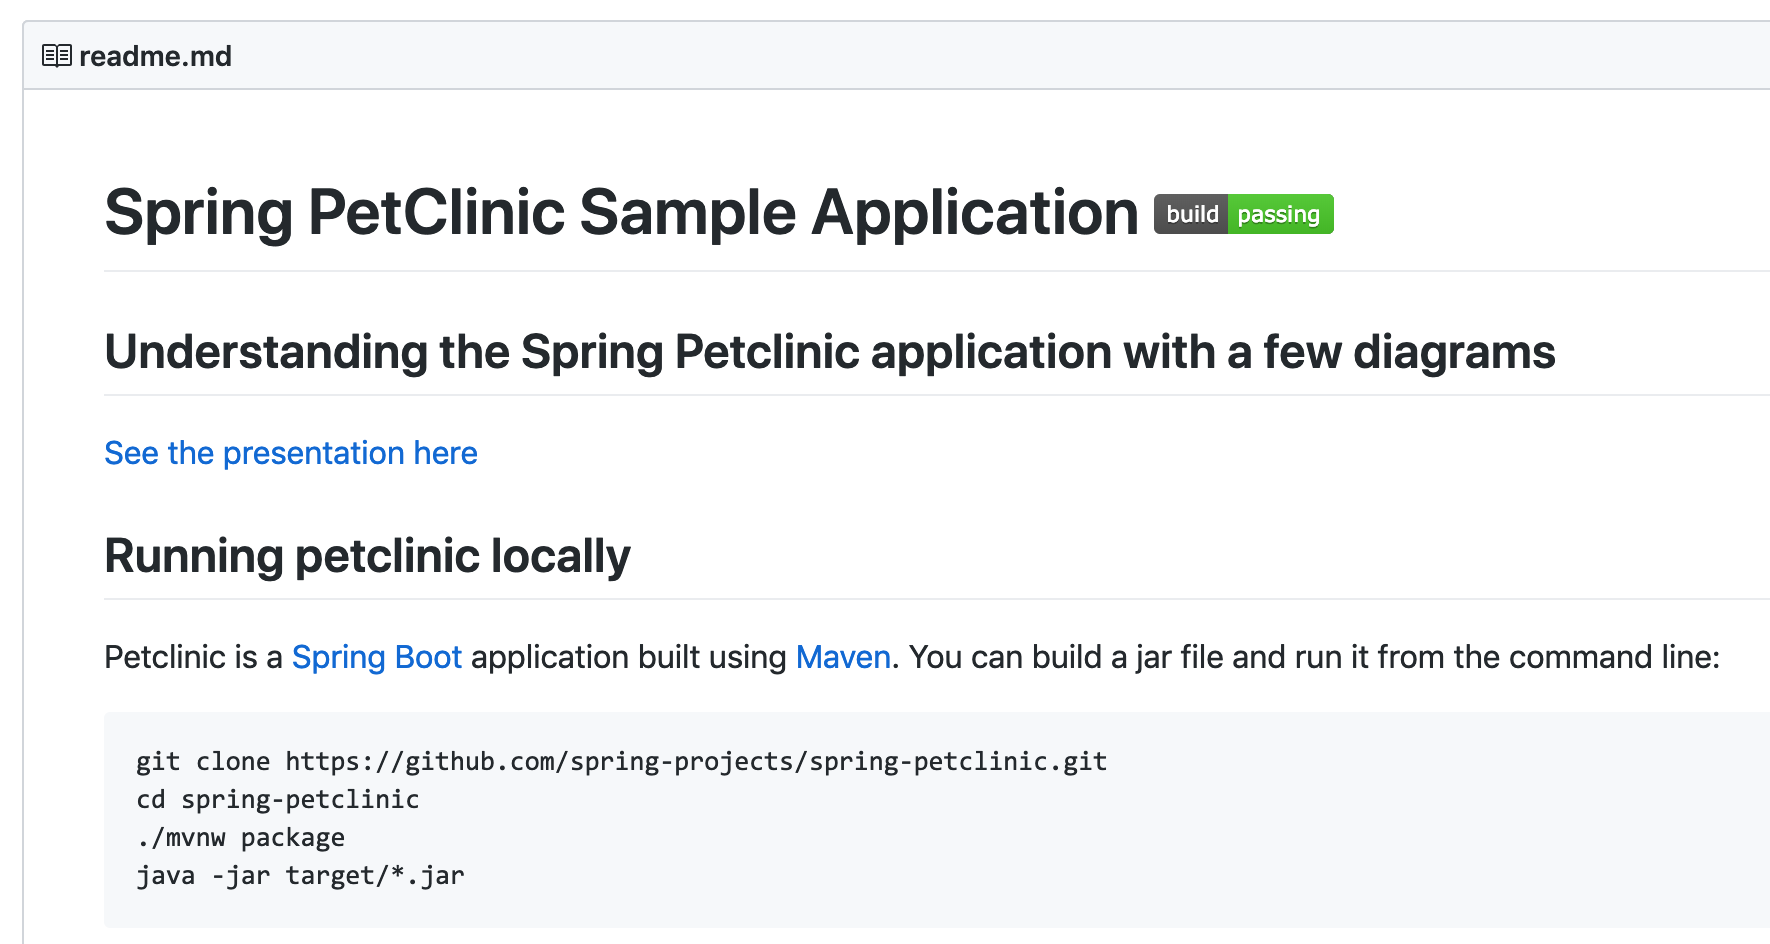 readme.md
Spring PetClinic Sample Application build passing
Understanding the Spring Petclinic application with a few diagrams
See the presentation here
Running petclinic locally
Petclinic is a Spring Boot application built using Maven. You can build a jar file and run it from the command line:
git clone https://github.com/spring-projects/spring-petclinic.git
cd spring-petclinic
./mvnw package
java -jar target/*.jar